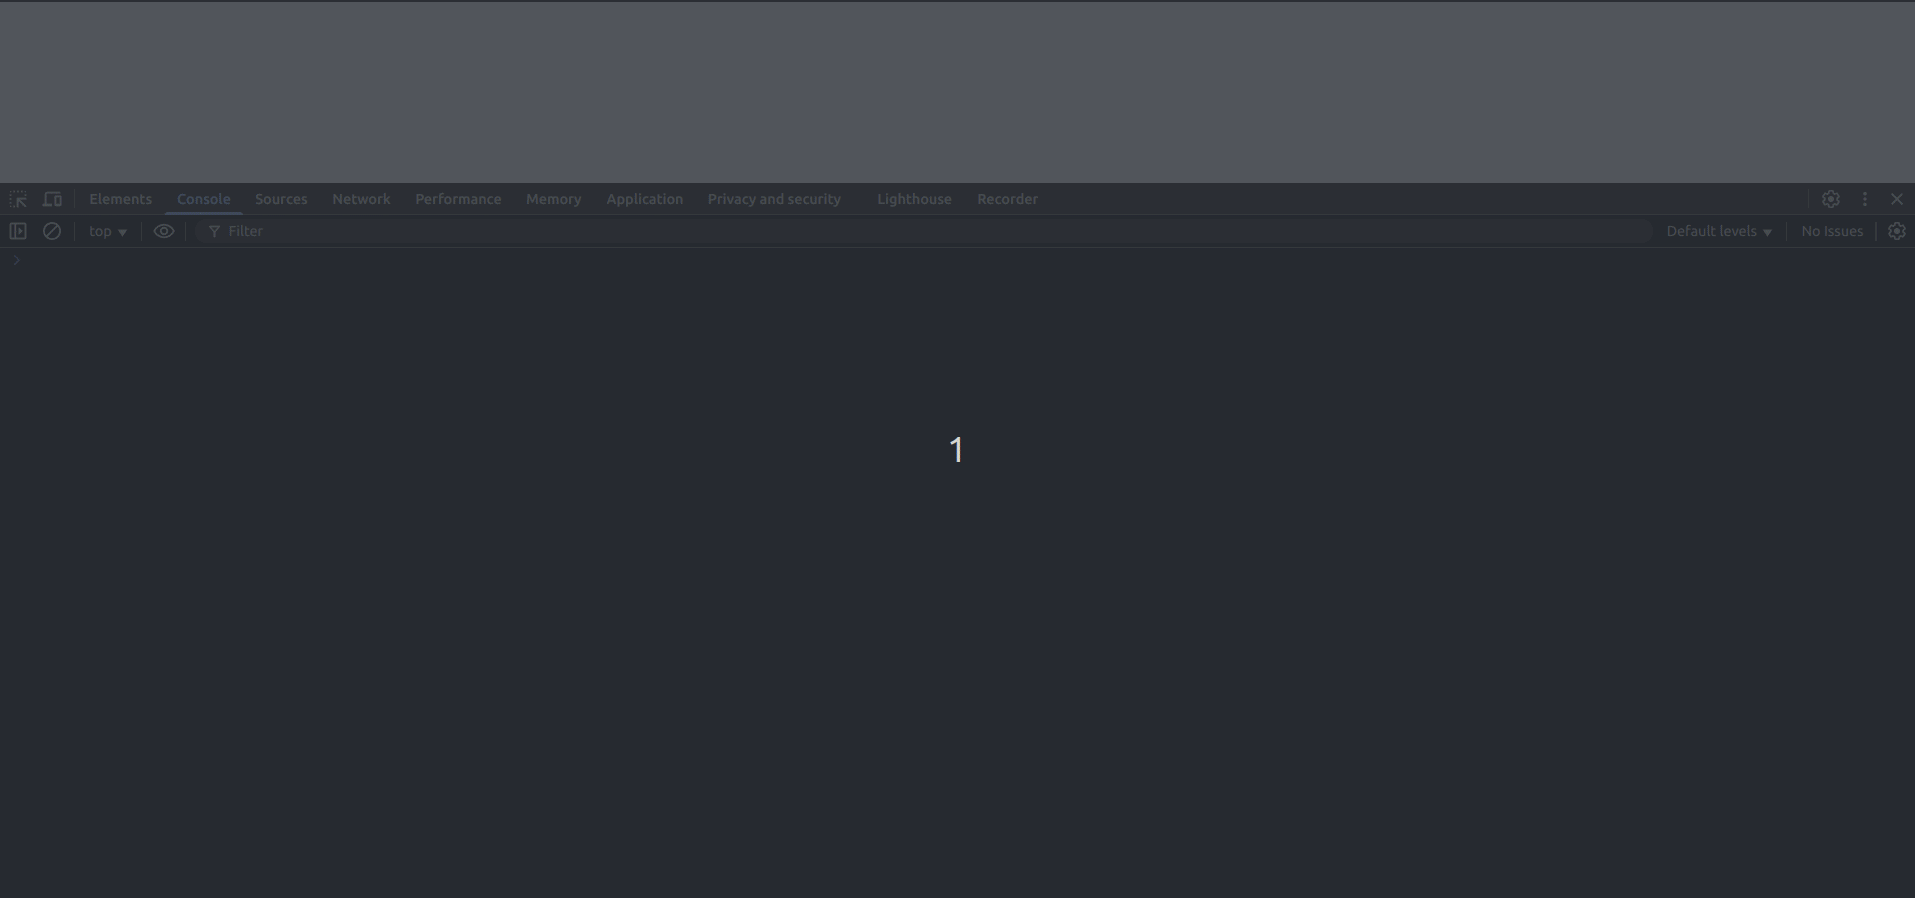 Elements Console Sources Network Performance Memory Application Privacy and security Lighthouse Recorder
top Filter Default levels No Issues
1